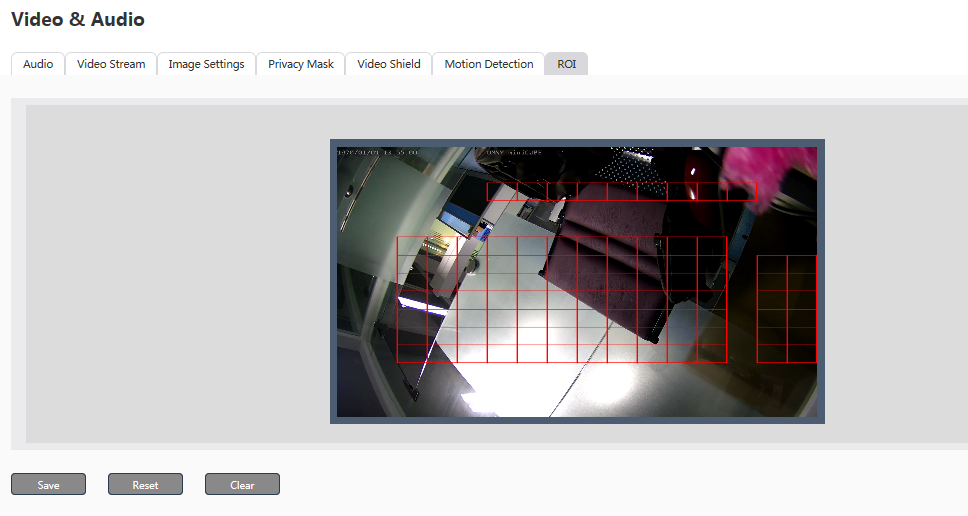 Video & Audio
Audio
Video Stream
Image Settings
Privacy Mask
Video Shield
Motion Detection
ROI
Save
Reset
Clear